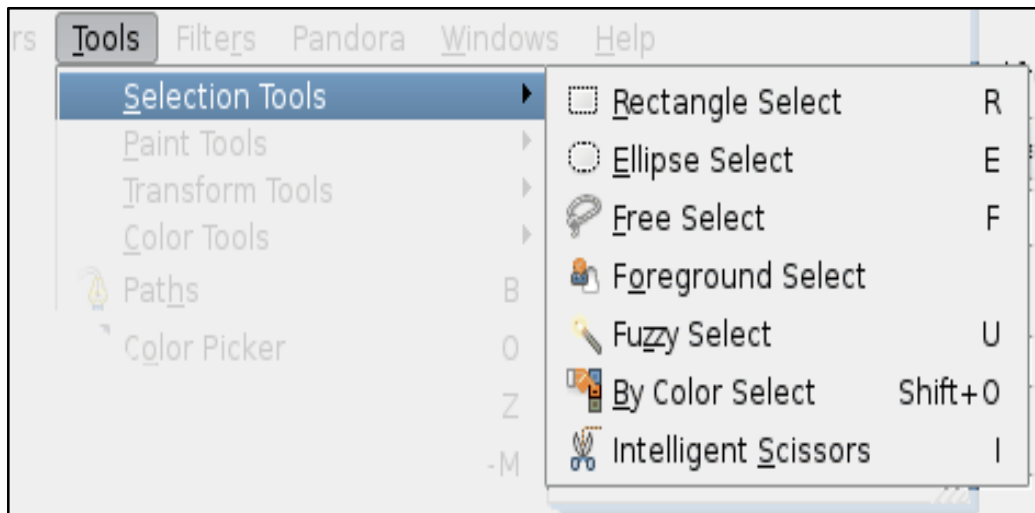 rs Tools Filters Pandora Windows Help
Selection Tools
Paint Tools
Transform Tools
Color Tools
Paths B
Color Picker O
Z
-M
Rectangle Select R
Ellipse Select E
Free Select F
Foreground Select
Fuzzy Select U
By Color Select Shift+O
Intelligent Scissors I